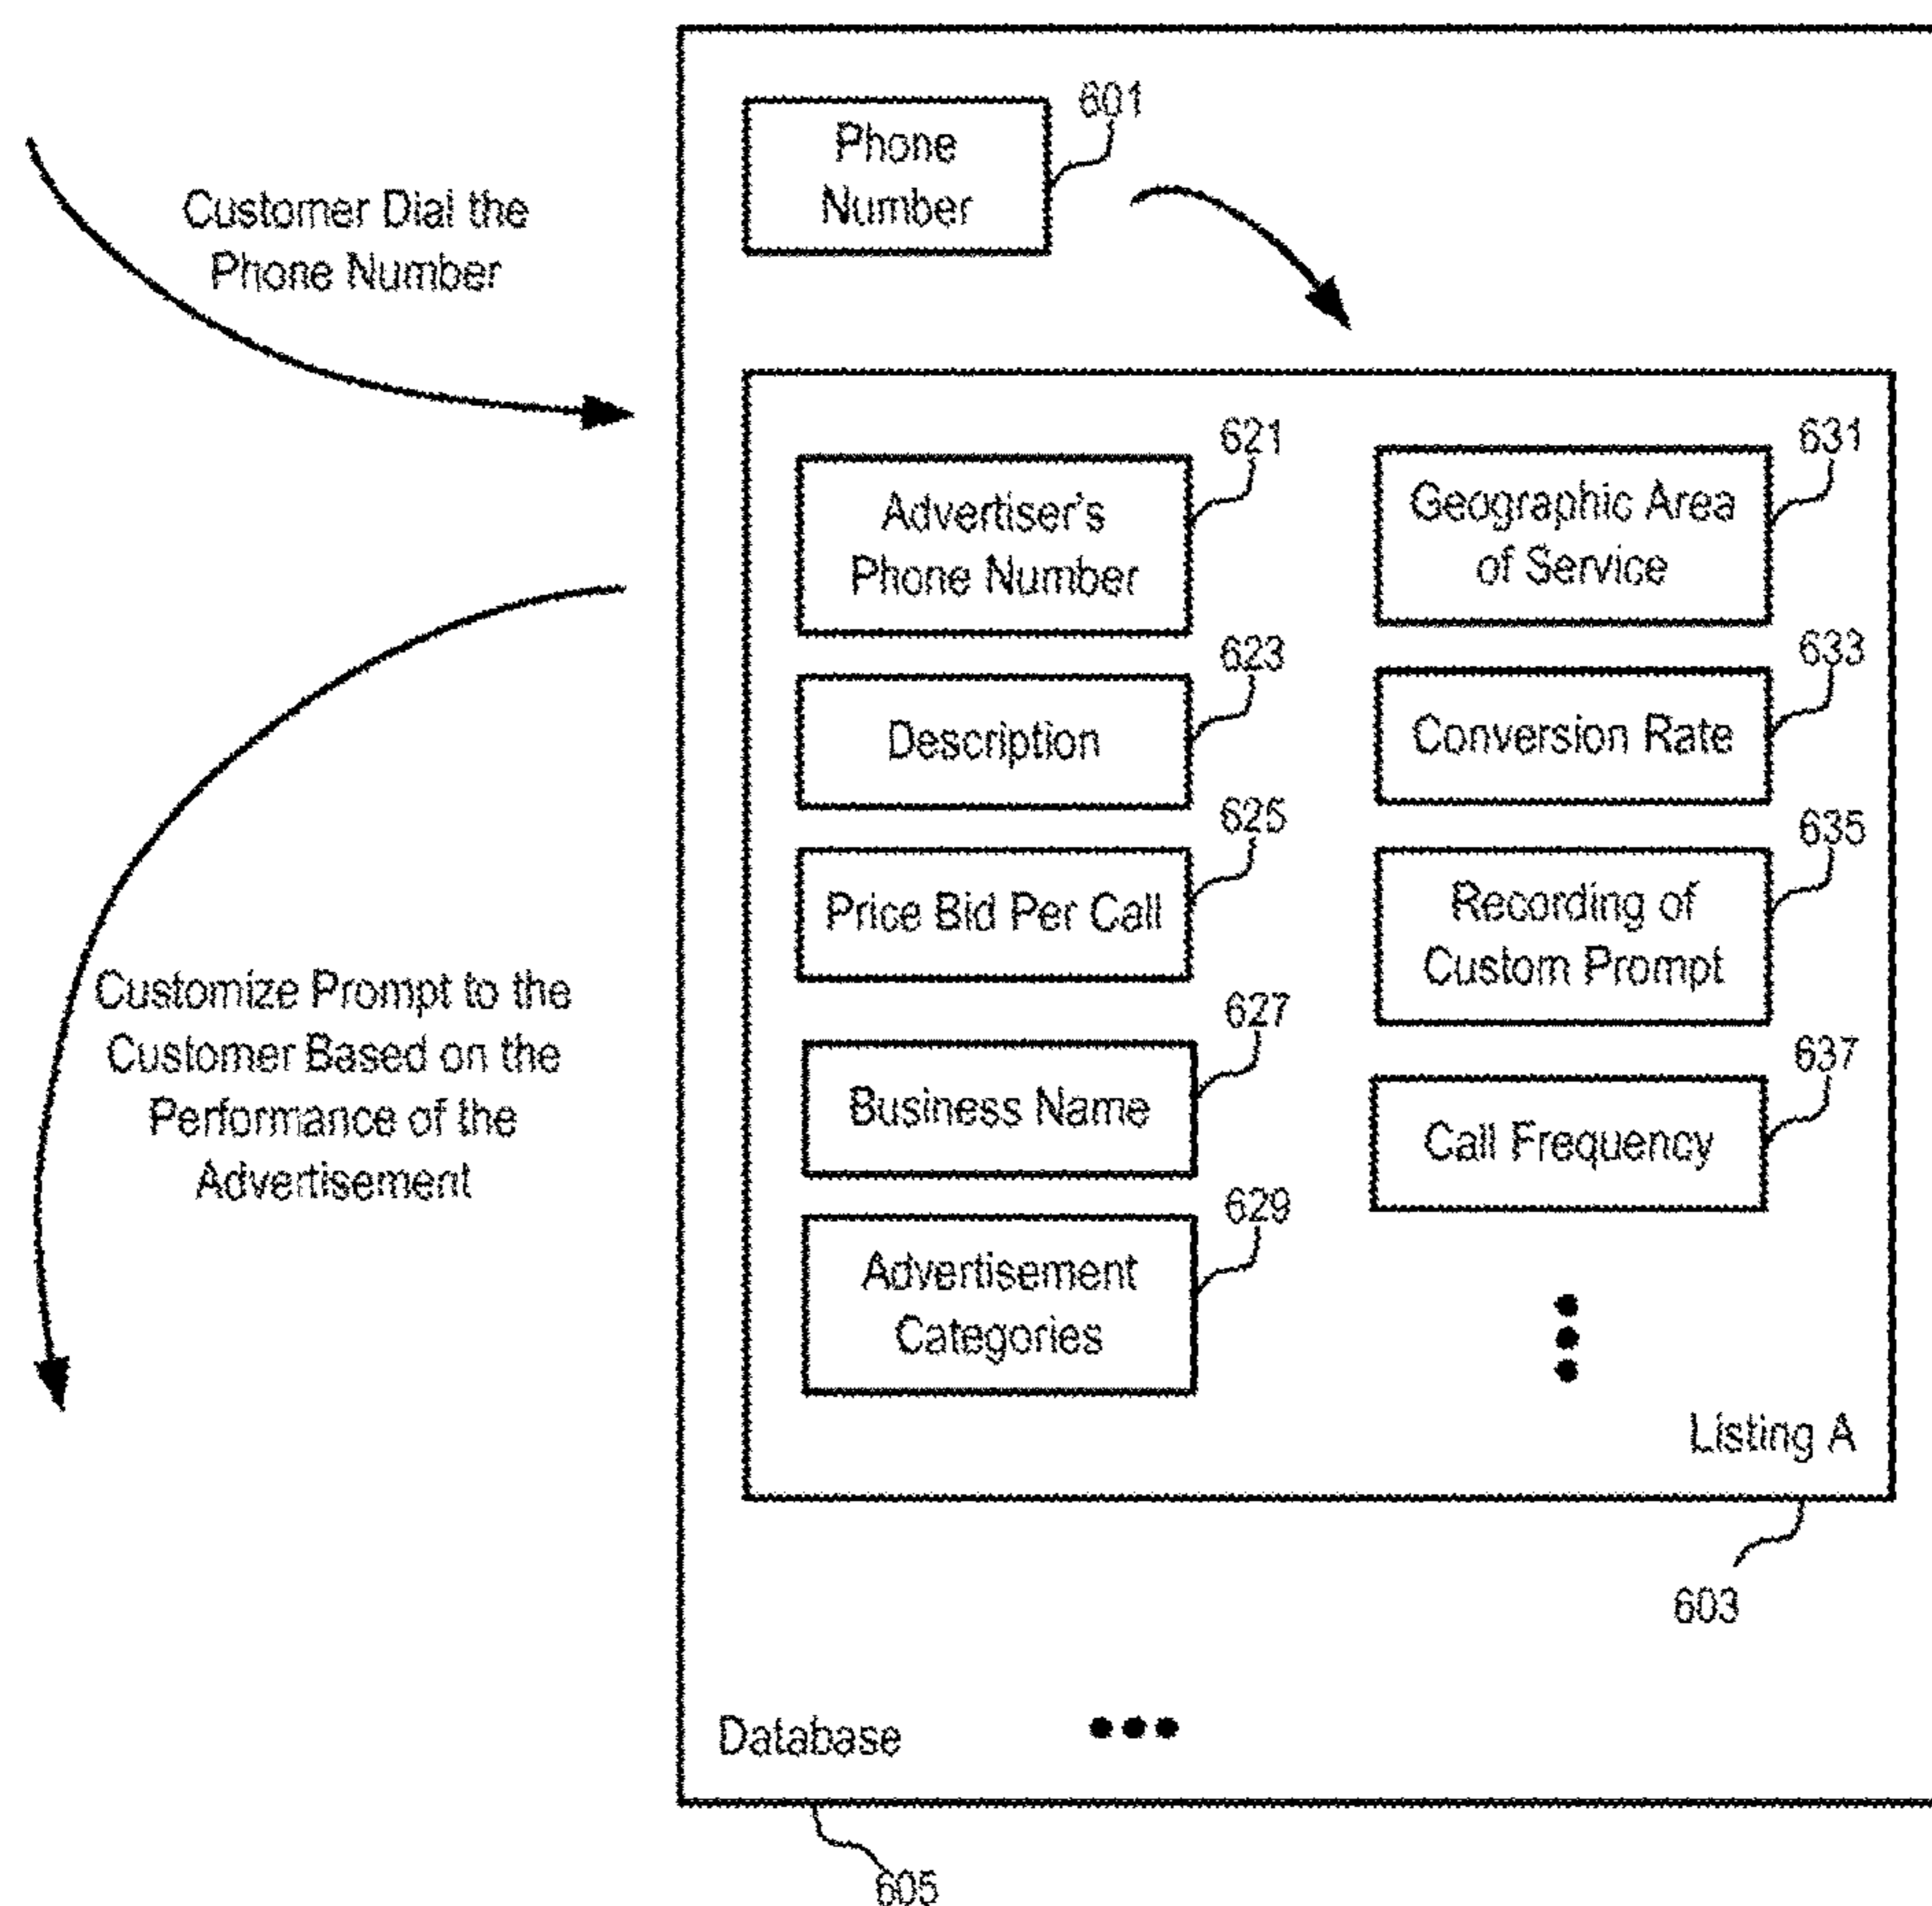 601
Phone
Number
Customer Dial the
Phone Number
621
Advertiser's
Phone Number
631
Geographic Area
of Service
623
Description
633
Conversion Rate
625
Price Bid Per Call
635
Recording of
Custom Prompt
Customize Prompt to the
Customer Based on the
Performance of the
Advertisement
627
Business Name
637
Call Frequency
629
Advertisement
Categories
Listing A
603
Database
605